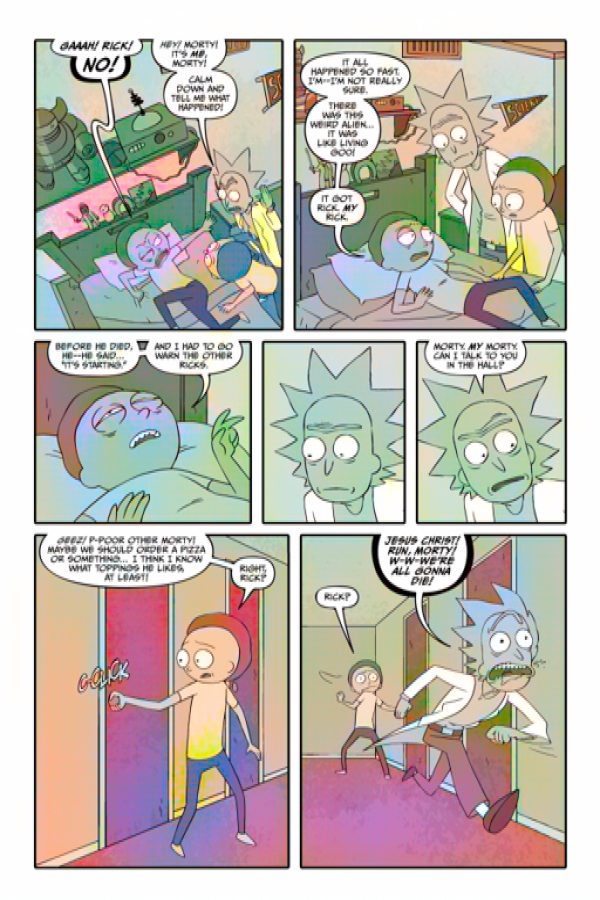 GAAAH! RICK!
NO!
HEY! MORTY!
IT'S ME,
MORTY!
CALM
DOWN AND
TELL ME WHAT
HAPPENED!
IT ALL
HAPPENED SO FAST.
I'M--I'M NOT REALLY
SURE.
THERE
WAS THIS
WEIRD ALIEN...
IT WAS
LIKE LIVING
GOO!
IT GOT
RICK. MY
RICK.
BEFORE HE DIED,
HE--HE SAID...
"IT'S STARTING."
AND I HAD TO GO
WARN THE OTHER
RICKS.
MORTY. MY MORTY.
CAN I TALK TO YOU
IN THE HALL?
GEEZ! P-POOR OTHER MORTY!
MAYBE WE SHOULD ORDER A PIZZA
OR SOMETHING... I THINK I KNOW
WHAT TOPPINGS HE LIKES,
AT LEAST!
RIGHT,
RICK?
C-CLICK
RICK?
JESUS CHRIST!
RUN, MORTY!
W-W-WE'RE
ALL GONNA
DIE!